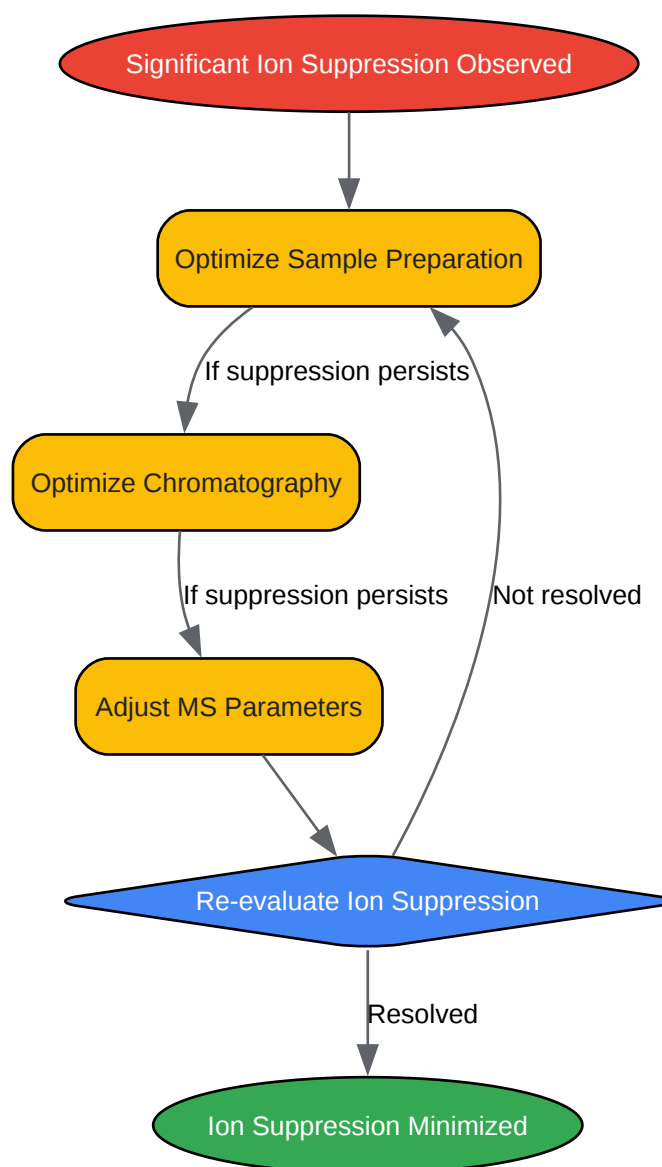 Significant Ion Suppression Observed
Optimize Sample Preparation
If suppression persists
Optimize Chromatography
If suppression persists
Not resolved
Adjust MS Parameters
Re-evaluate Ion Suppression
Resolved
Ion Suppression Minimized